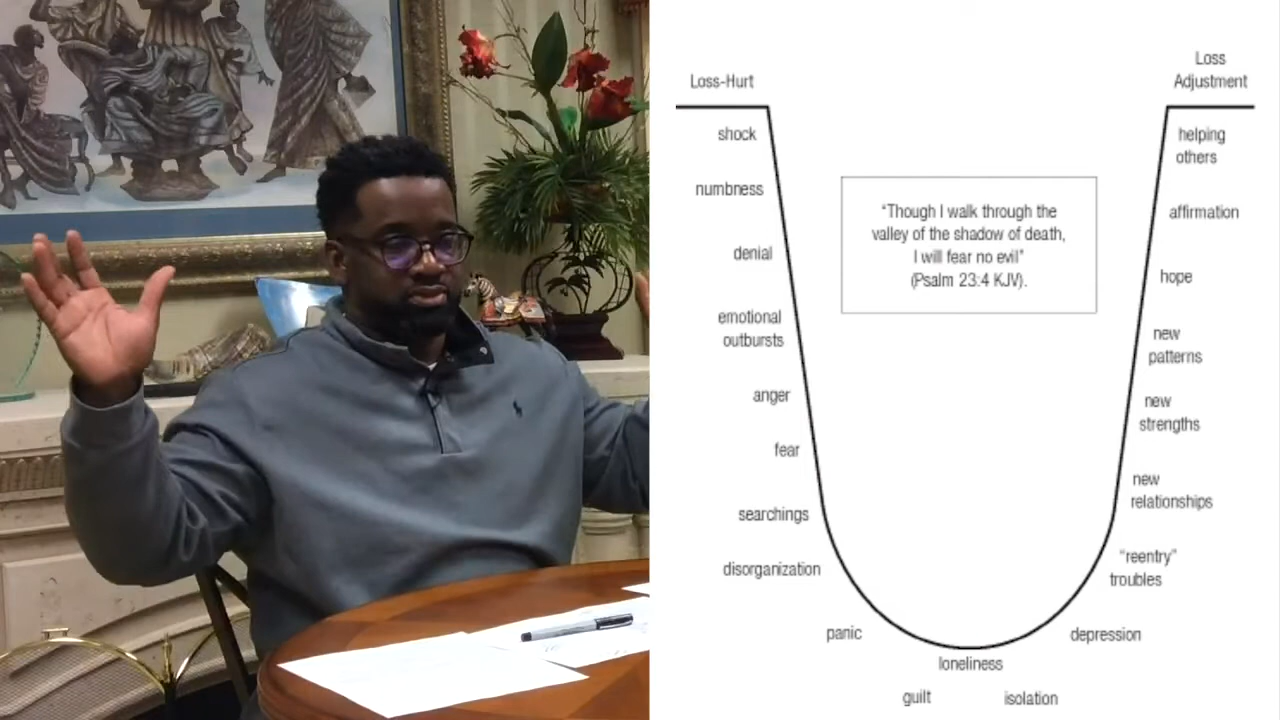 Loss-Hurt
shock
numbness
denial
emotional
outbursts
anger
fear
searchings
disorganization
panic
loneliness
guilt
isolation
depression
"reentry"
troubles
new
relationships
new
strengths
new
patterns
hope
affirmation
helping
others
Loss
Adjustment
"Though I walk through the
valley of the shadow of death,
I will fear no evil"
(Psalm 23:4 KJV).